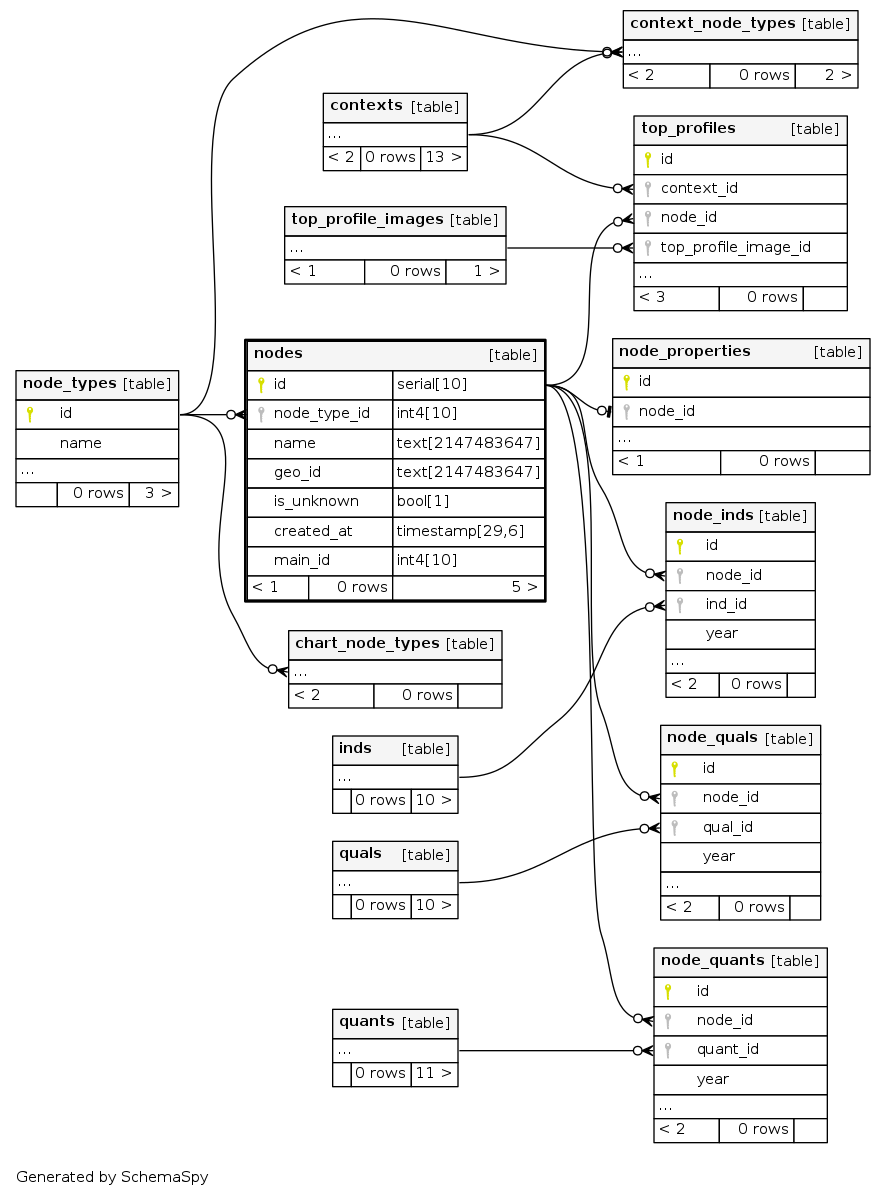 context_node_types [table]
...
< 2 0 rows 2 >
contexts [table]
...
< 2 0 rows 13 >
top_profiles [table]
id
context_id
node_id
top_profile_image_id
...
< 3 0 rows
top_profile_images [table]
...
< 1 0 rows 1 >
nodes [table]
id serial[10]
node_type_id int4[10]
name text[2147483647]
geo_id text[2147483647]
is_unknown bool[1]
created_at timestamp[29,6]
main_id int4[10]
< 1 0 rows 5 >
node_types [table]
id
name
...
0 rows 3 >
node_properties [table]
id
node_id
...
< 1 0 rows
node_inds [table]
id
node_id
ind_id
year
...
< 2 0 rows
chart_node_types [table]
...
< 2 0 rows
inds [table]
...
0 rows 10 >
node_quals [table]
id
node_id
qual_id
year
...
< 2 0 rows
quals [table]
...
0 rows 10 >
node_quants [table]
id
node_id
quant_id
year
...
< 2 0 rows
quants [table]
...
0 rows 11 >
Generated by SchemaSpy